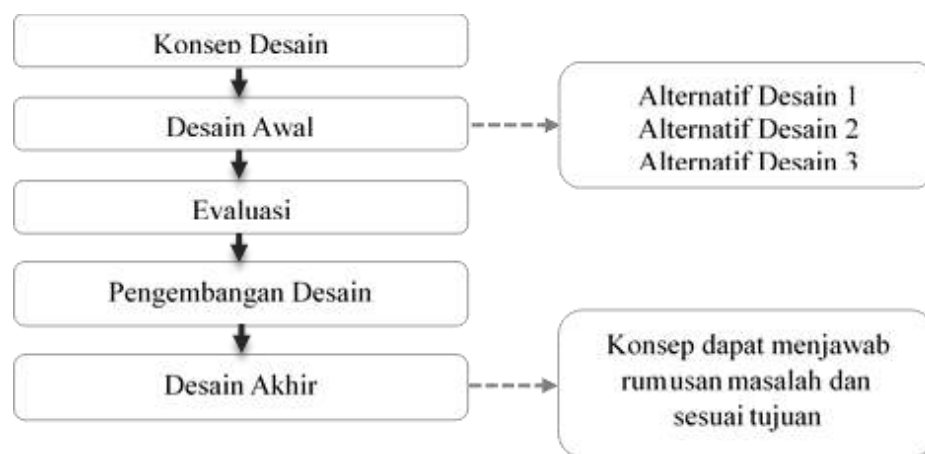 Konsep Desain
Desain Awal
Alternatif Desain 1
Alternatif Desain 2
Alternatif Desain 3
Evaluasi
Pengembangan Desain
Desain Akhir
Konsep dapat menjawab
rumusan masalah dan
sesuai tujuan